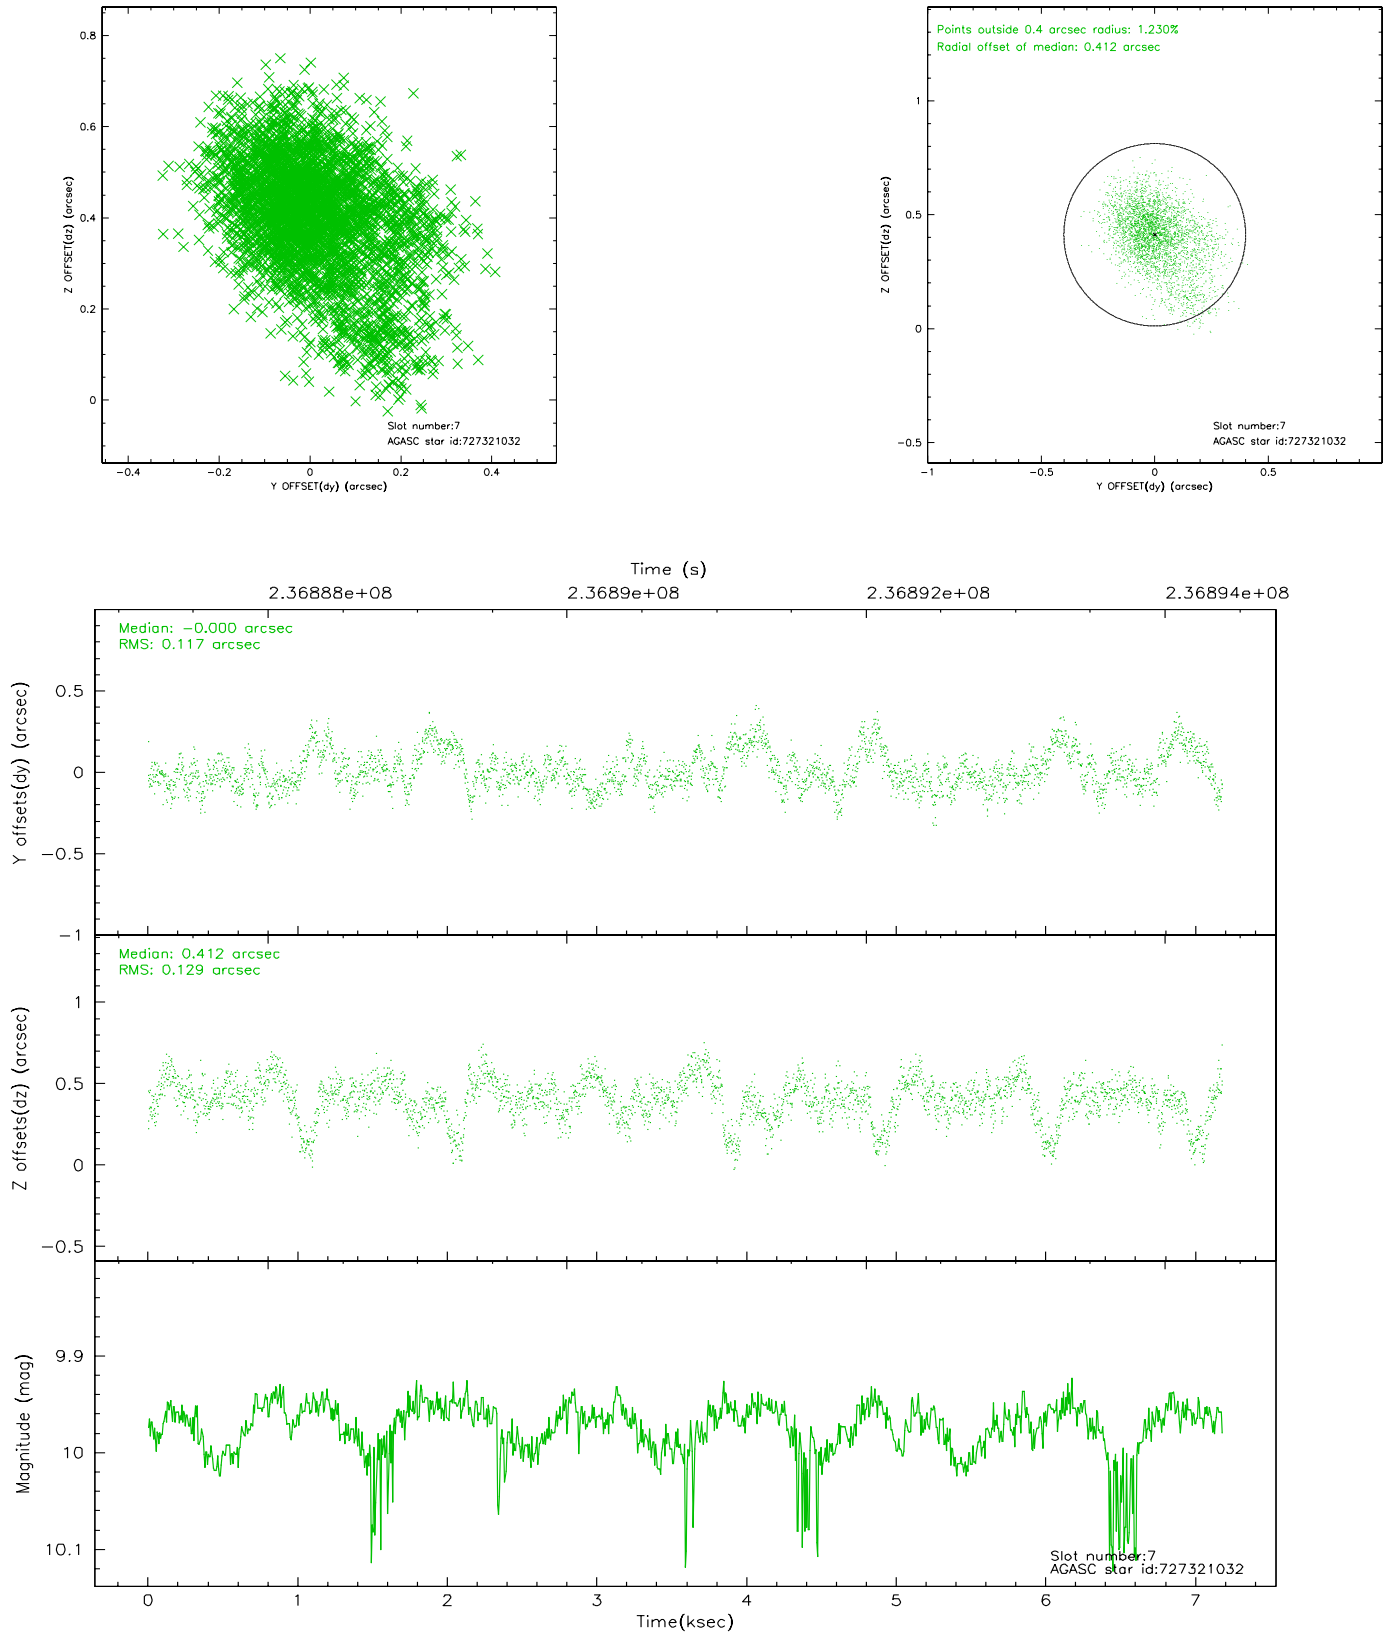 0.8
0.6
0.4
0.2
0
Z OFFSET(dz) (arcsec)
Slot number:7
AGASC star id:727321032
−0.4 −0.2 0 0.2 0.4
Y OFFSET(dy) (arcsec)
Points outside 0.4 arcsec radius: 1.230%
Radial offset of median: 0.412 arcsec
1
0.5
0
−0.5
Z OFFSET(dz) (arcsec)
Slot number:7
AGASC star id:727321032
−1 −0.5 0 0.5
Y OFFSET(dy) (arcsec)
Time (s)
2.36888e+08 2.3689e+08 2.36892e+08 2.36894e+08
Median: −0.000 arcsec
RMS: 0.117 arcsec
0.5
0
−0.5
−1
Y offsets(dy) (arcsec)
Median: 0.412 arcsec
RMS: 0.129 arcsec
1
0.5
0
−0.5
Z offsets(dz) (arcsec)
9.9
10
10.1
Magnitude (mag)
Slot number:7
AGASC star id:727321032
0 1 2 3 4 5 6 7
Time(ksec)